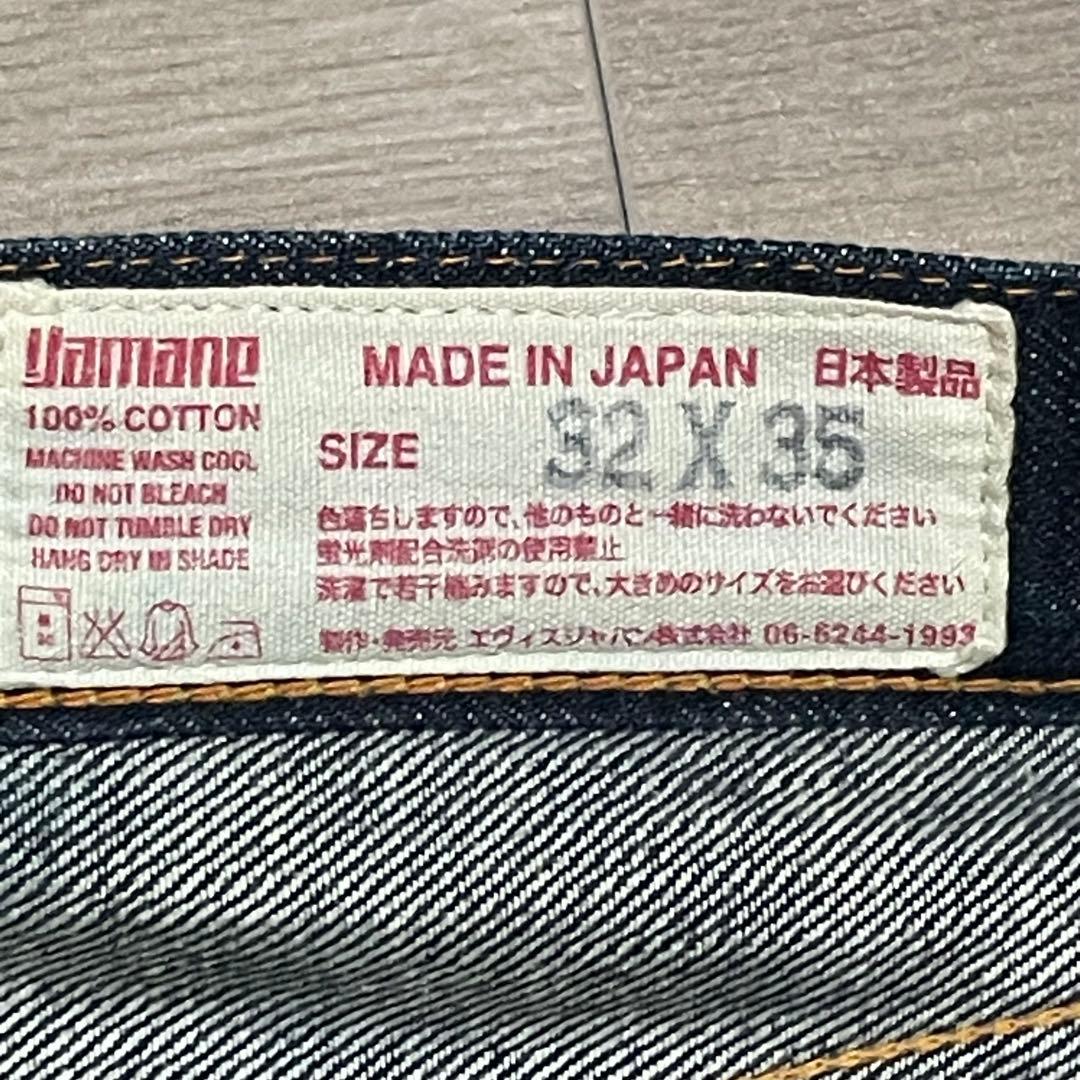 yamane
100% COTTON
MACHINE WASH COOL
DO NOT BLEACH
DO NOT TUMBLE DRY
HANG DRY IN SHADE
MADE IN JAPAN 日本製品
SIZE 32 X 35
色落ちしますので、他のものと一緒に洗わないでください
蛍光剤配合洗剤の使用禁止
洗濯で若干縮みますので、大きめのサイズをお選びください
製作・発売元 エヴィスジャパン株式会社 06-6244-1993